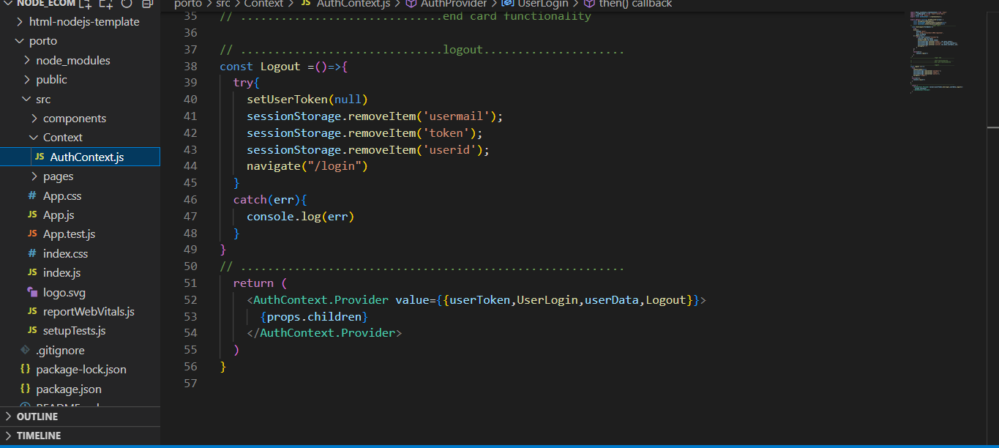 NODE_ECOM
html-nodejs-template
porto
node_modules
public
src
components
Context
JS AuthContext.js
pages
# App.css
JS App.js
JS App.test.js
# index.css
JS index.js
logo.svg
JS reportWebVitals.js
JS setupTests.js
.gitignore
{} package-lock.json
{} package.json
OUTLINE
TIMELINE
porto > src > Context > JS AuthContext.js > AuthProvider > UserLogin > then() callback
35 // ..............................end card functionality
36
37 // ..............................logout.....................
38 const Logout =()=>{
39 try{
40 setUserToken(null)
41 sessionStorage.removeItem('usermail');
42 sessionStorage.removeItem('token');
43 sessionStorage.removeItem('userid');
44 navigate("/login")
45 }
46 catch(err){
47 console.log(err)
48 }
49 }
50 // .........................................................
51 return (
52 <AuthContext.Provider value={{userToken,UserLogin,userData,Logout}}>
53 {props.children}
54 </AuthContext.Provider>
55 )
56 }
57